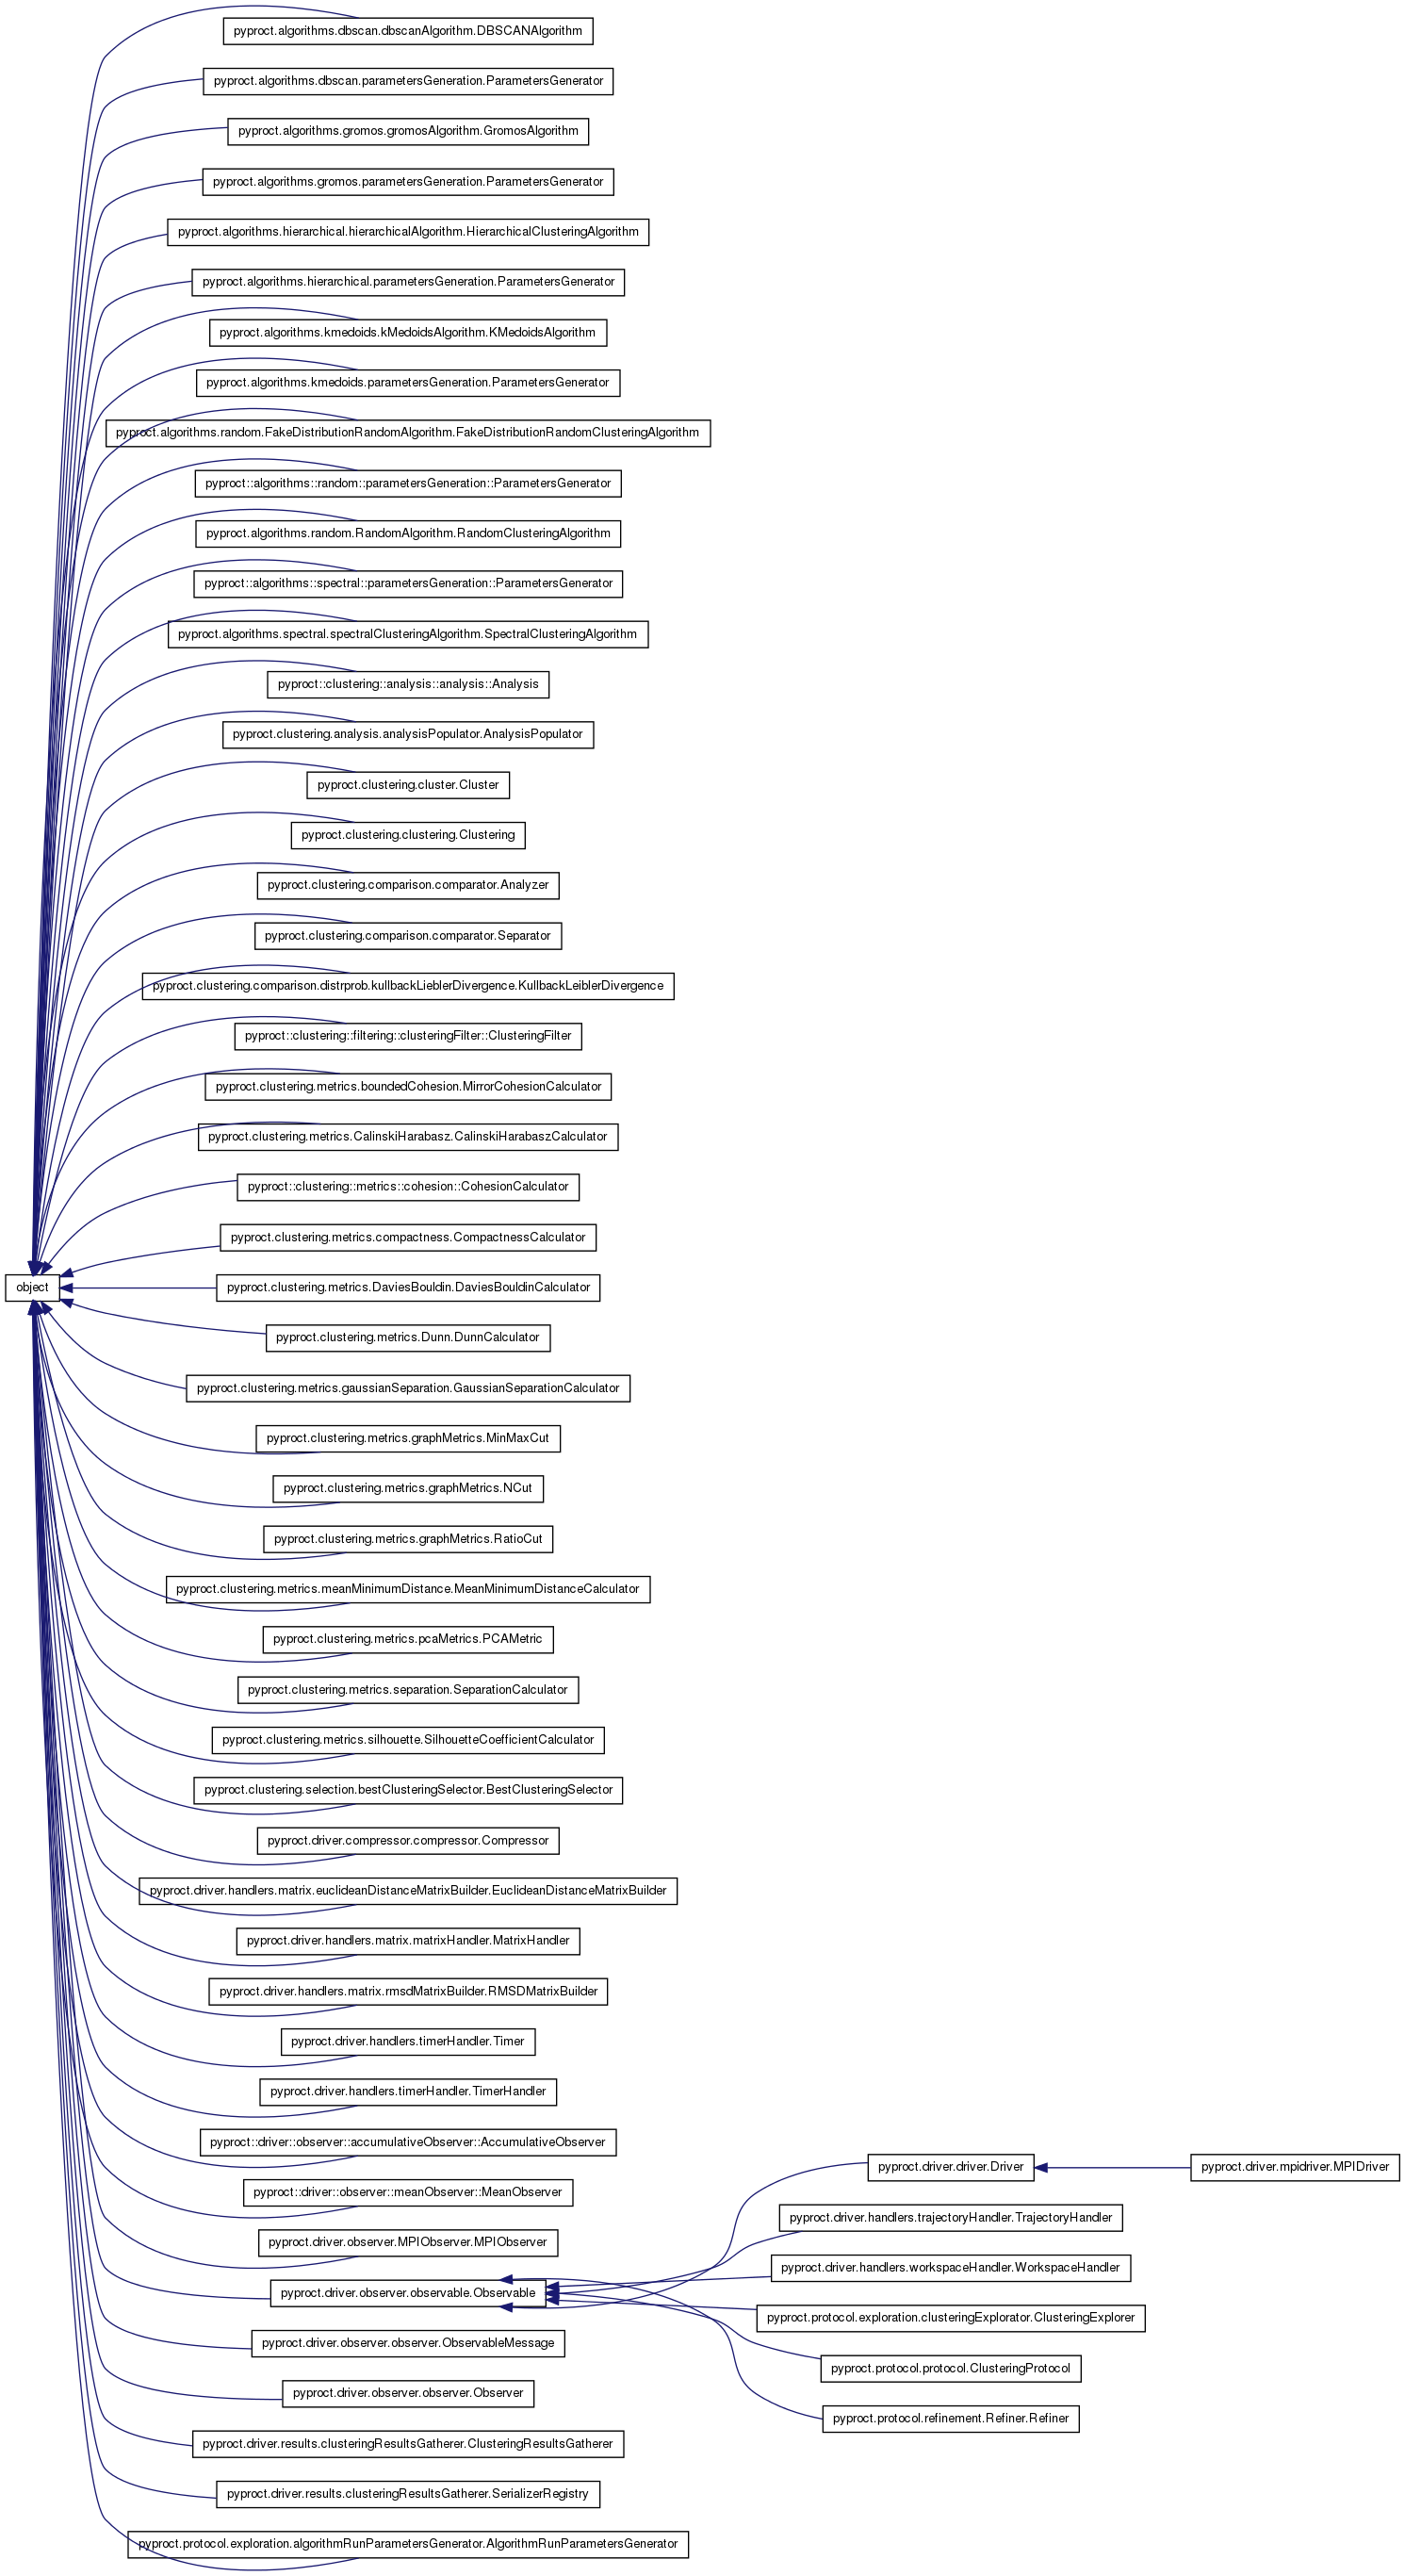 pyproct.algorithms.dbscan.dbscanAlgorithm.DBSCANAlgorithm
pyproct.algorithms.dbscan.parametersGeneration.ParametersGenerator
pyproct.algorithms.gromos.gromosAlgorithm.GromosAlgorithm
pyproct.algorithms.gromos.parametersGeneration.ParametersGenerator
pyproct.algorithms.hierarchical.hierarchicalAlgorithm.HierarchicalClusteringAlgorithm
pyproct.algorithms.hierarchical.parametersGeneration.ParametersGenerator
pyproct.algorithms.kmedoids.kMedoidsAlgorithm.KMedoidsAlgorithm
pyproct.algorithms.kmedoids.parametersGeneration.ParametersGenerator
pyproct.algorithms.random.FakeDistributionRandomAlgorithm.FakeDistributionRandomClusteringAlgorithm
pyproct::algorithms::random::parametersGeneration::ParametersGenerator
pyproct.algorithms.random.RandomAlgorithm.RandomClusteringAlgorithm
pyproct::algorithms::spectral::parametersGeneration::ParametersGenerator
pyproct.algorithms.spectral.spectralClusteringAlgorithm.SpectralClusteringAlgorithm
pyproct::clustering::analysis::analysis::Analysis
pyproct.clustering.analysis.analysisPopulator.AnalysisPopulator
pyproct.clustering.cluster.Cluster
pyproct.clustering.clustering.Clustering
pyproct.clustering.comparison.comparator.Analyzer
pyproct.clustering.comparison.comparator.Separator
pyproct.clustering.comparison.distrprob.kullbackLieblerDivergence.KullbackLeiblerDivergence
pyproct::clustering::filtering::clusteringFilter::ClusteringFilter
pyproct.clustering.metrics.boundedCohesion.MirrorCohesionCalculator
pyproct.clustering.metrics.CalinskiHarabasz.CalinskiHarabaszCalculator
pyproct::clustering::metrics::cohesion::CohesionCalculator
pyproct.clustering.metrics.compactness.CompactnessCalculator
object
pyproct.clustering.metrics.DaviesBouldin.DaviesBouldinCalculator
pyproct.clustering.metrics.Dunn.DunnCalculator
pyproct.clustering.metrics.gaussianSeparation.GaussianSeparationCalculator
pyproct.clustering.metrics.graphMetrics.MinMaxCut
pyproct.clustering.metrics.graphMetrics.NCut
pyproct.clustering.metrics.graphMetrics.RatioCut
pyproct.clustering.metrics.meanMinimumDistance.MeanMinimumDistanceCalculator
pyproct.clustering.metrics.pcaMetrics.PCAMetric
pyproct.clustering.metrics.separation.SeparationCalculator
pyproct.clustering.metrics.silhouette.SilhouetteCoefficientCalculator
pyproct.clustering.selection.bestClusteringSelector.BestClusteringSelector
pyproct.driver.compressor.compressor.Compressor
pyproct.driver.handlers.matrix.euclideanDistanceMatrixBuilder.EuclideanDistanceMatrixBuilder
pyproct.driver.handlers.matrix.matrixHandler.MatrixHandler
pyproct.driver.handlers.matrix.rmsdMatrixBuilder.RMSDMatrixBuilder
pyproct.driver.handlers.timerHandler.Timer
pyproct.driver.handlers.timerHandler.TimerHandler
pyproct::driver::observer::accumulativeObserver::AccumulativeObserver
pyproct::driver::observer::meanObserver::MeanObserver
pyproct.driver.observer.MPIObserver.MPIObserver
pyproct.driver.observer.observable.Observable
pyproct.driver.observer.observer.ObservableMessage
pyproct.driver.observer.observer.Observer
pyproct.driver.results.clusteringResultsGatherer.ClusteringResultsGatherer
pyproct.driver.results.clusteringResultsGatherer.SerializerRegistry
pyproct.protocol.exploration.algorithmRunParametersGenerator.AlgorithmRunParametersGenerator
pyproct.driver.driver.Driver
pyproct.driver.handlers.trajectoryHandler.TrajectoryHandler
pyproct.driver.handlers.workspaceHandler.WorkspaceHandler
pyproct.protocol.exploration.clusteringExplorator.ClusteringExplorer
pyproct.protocol.protocol.ClusteringProtocol
pyproct.protocol.refinement.Refiner.Refiner
pyproct.driver.mpidriver.MPIDriver